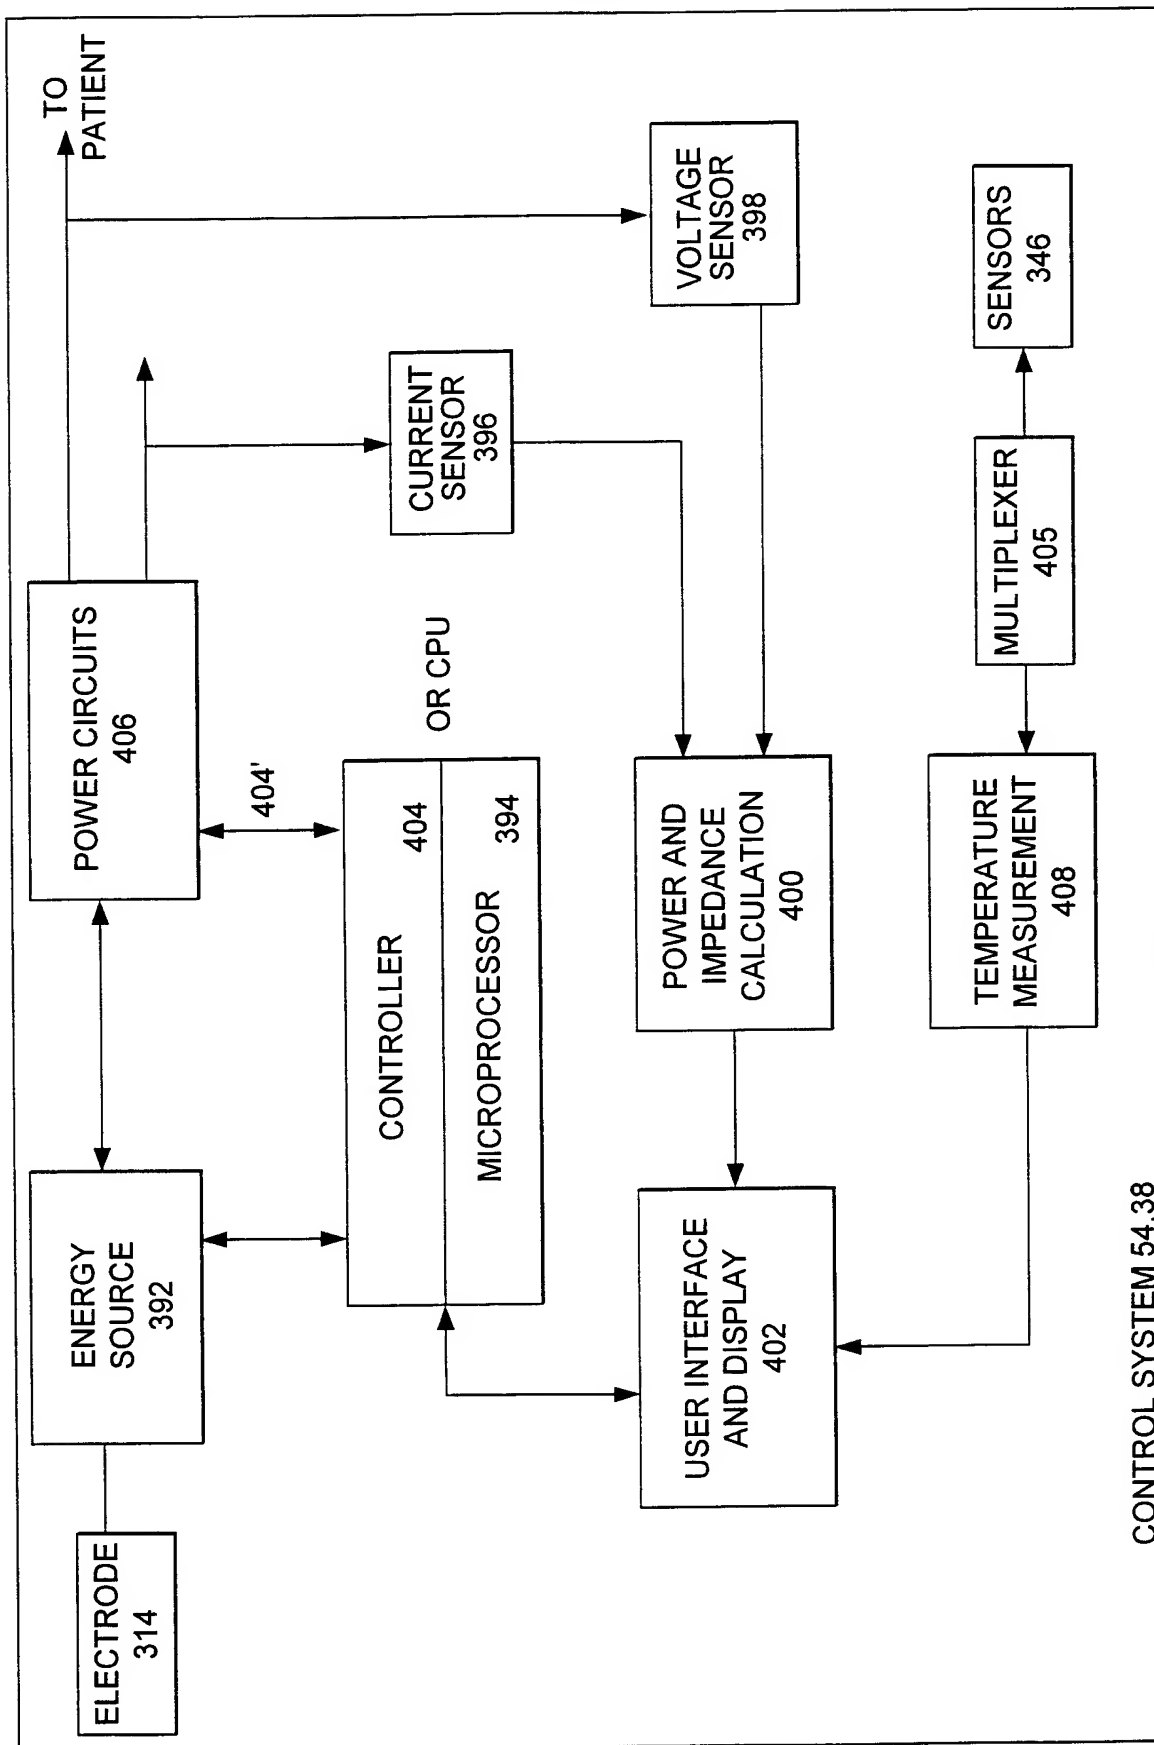 ELECTRODE
314
ENERGY
SOURCE
392
POWER CIRCUITS
406
TO
PATIENT
404'
CONTROLLER
404
MICROPROCESSOR
394
OR CPU
CURRENT
SENSOR
396
VOLTAGE
SENSOR
398
USER INTERFACE
AND DISPLAY
402
POWER AND
IMPEDANCE
CALCULATION
400
TEMPERATURE
MEASUREMENT
408
MULTIPLEXER
405
SENSORS
346
CONTROL SYSTEM 54.38